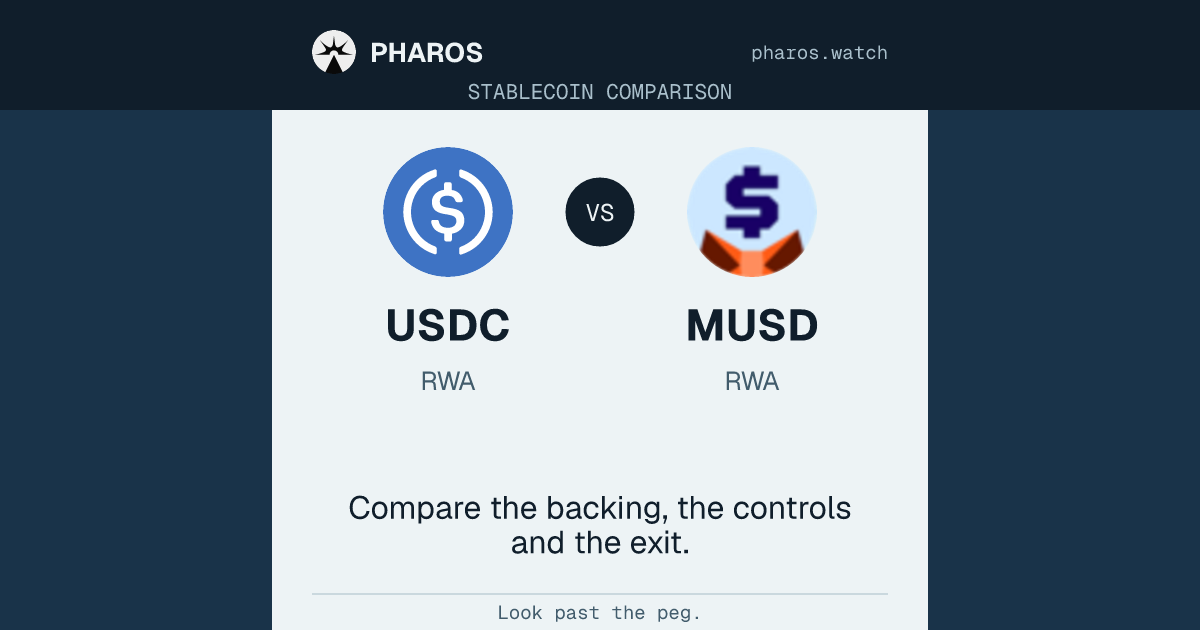 PHAROS
pharos.watch
STABLECOIN COMPARISON
VS
USDC
MUSD
RWA
RWA
Compare the backing, the controls
and the exit.
Look past the peg.